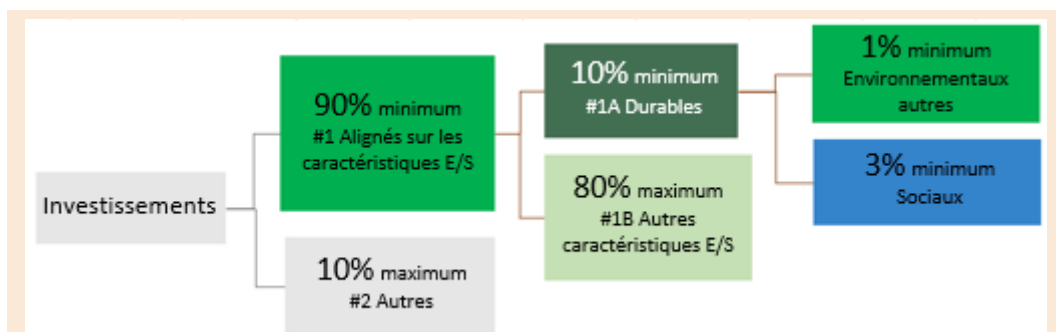 Investissements
90% minimum
#1 Alignés sur les
caractéristiques E/S
10% maximum
#2 Autres
10% minimum
#1A Durables
80% maximum
#1B Autres
caractéristiques E/S
1% minimum
Environnementaux
autres
3% minimum
Sociaux